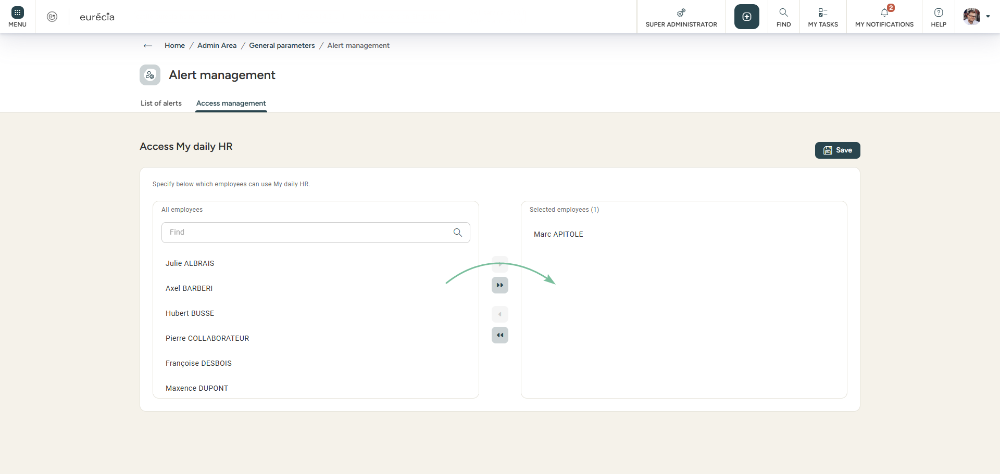 MENU
eurécia
SUPER ADMINISTRATOR
FIND
MY TASKS
2
MY NOTIFICATIONS
HELP
Home / Admin Area / General parameters / Alert management
Alert management
List of alerts
Access management
Access My daily HR
Save
Specify below which employees can use My daily HR.
All employees
Find
Julie ALBRAIS
Axel BARBERI
Hubert BUSSE
Pierre COLLABORATEUR
Françoise DESBOIS
Maxence DUPONT
Selected employees (1)
Marc APITOLE